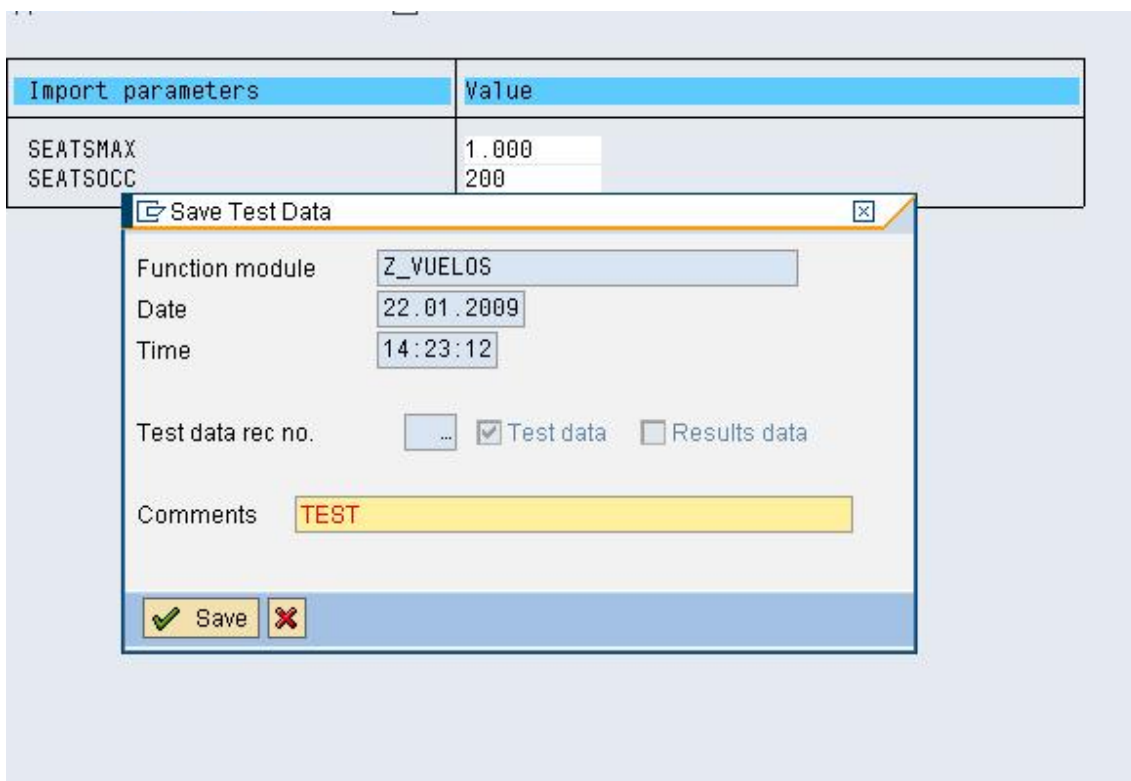 Import parameters Value
SEATSMAX 1.000
SEATSOCC 200
Save Test Data
Function module Z_VUELOS
Date 22.01.2009
Time 14:23:12
Test data rec no. … Test data Results data
Comments TEST
Save